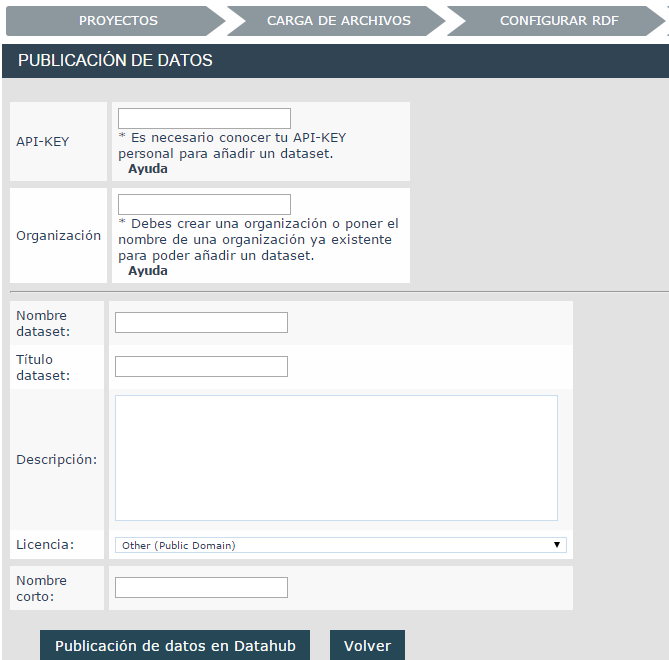 PROYECTOS
CARGA DE ARCHIVOS
CONFIGURAR RDF
PUBLICACIÓN DE DATOS
API-KEY
* Es necesario conocer tu API-KEY
personal para añadir un dataset.
Ayuda
Organización
* Debes crear una organización o poner el
nombre de una organización ya existente
para poder añadir un dataset.
Ayuda
Nombre
dataset:
Título
dataset:
Descripción:
Licencia:
Other (Public Domain)
Nombre
corto:
Publicación de datos en Datahub
Volver